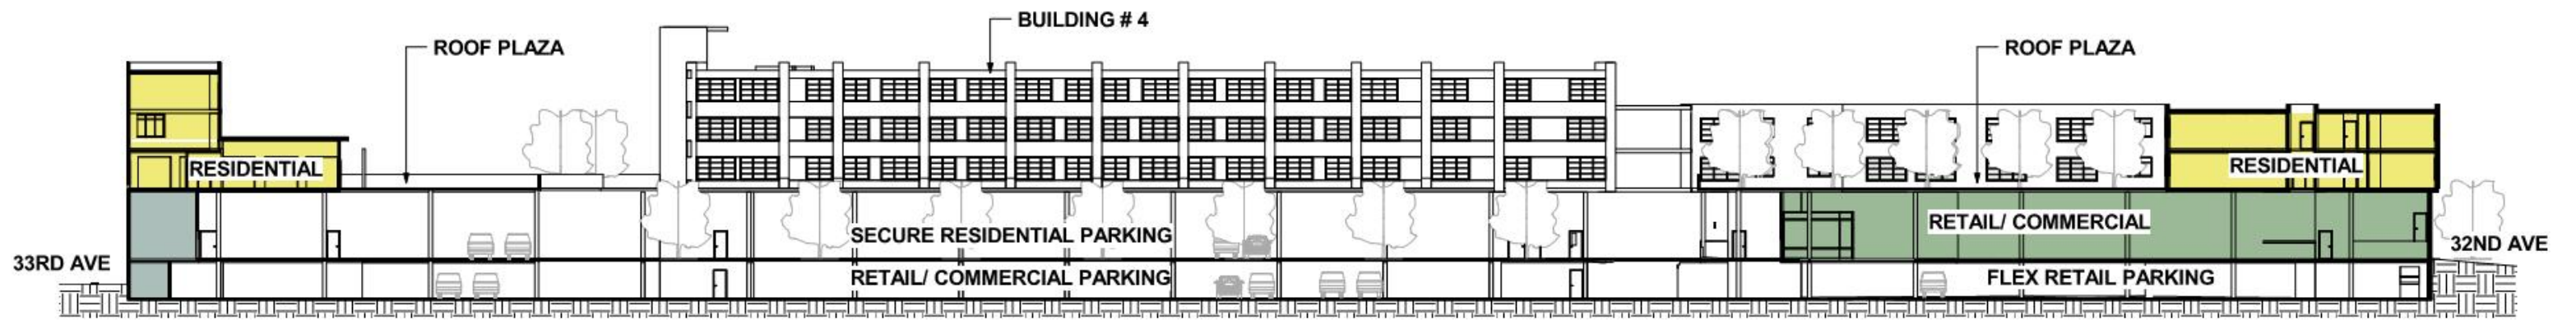 BUILDING # 4
ROOF PLAZA
ROOF PLAZA
RESIDENTIAL
RESIDENTIAL
RETAIL/ COMMERCIAL
SECURE RESIDENTIAL PARKING
33RD AVE
32ND AVE
RETAIL/ COMMERCIAL PARKING
FLEX RETAIL PARKING